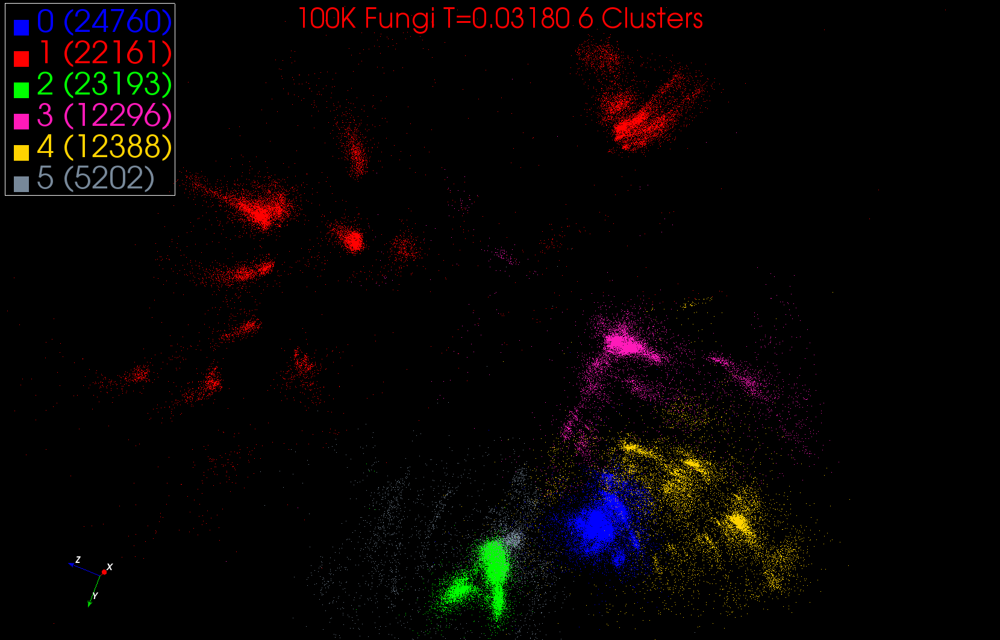 100K Fungi T=0.03180 6 Clusters
0 (24760)
1 (22161)
2 (23193)
3 (12296)
4 (12388)
5 (5202)
Z
X
Y